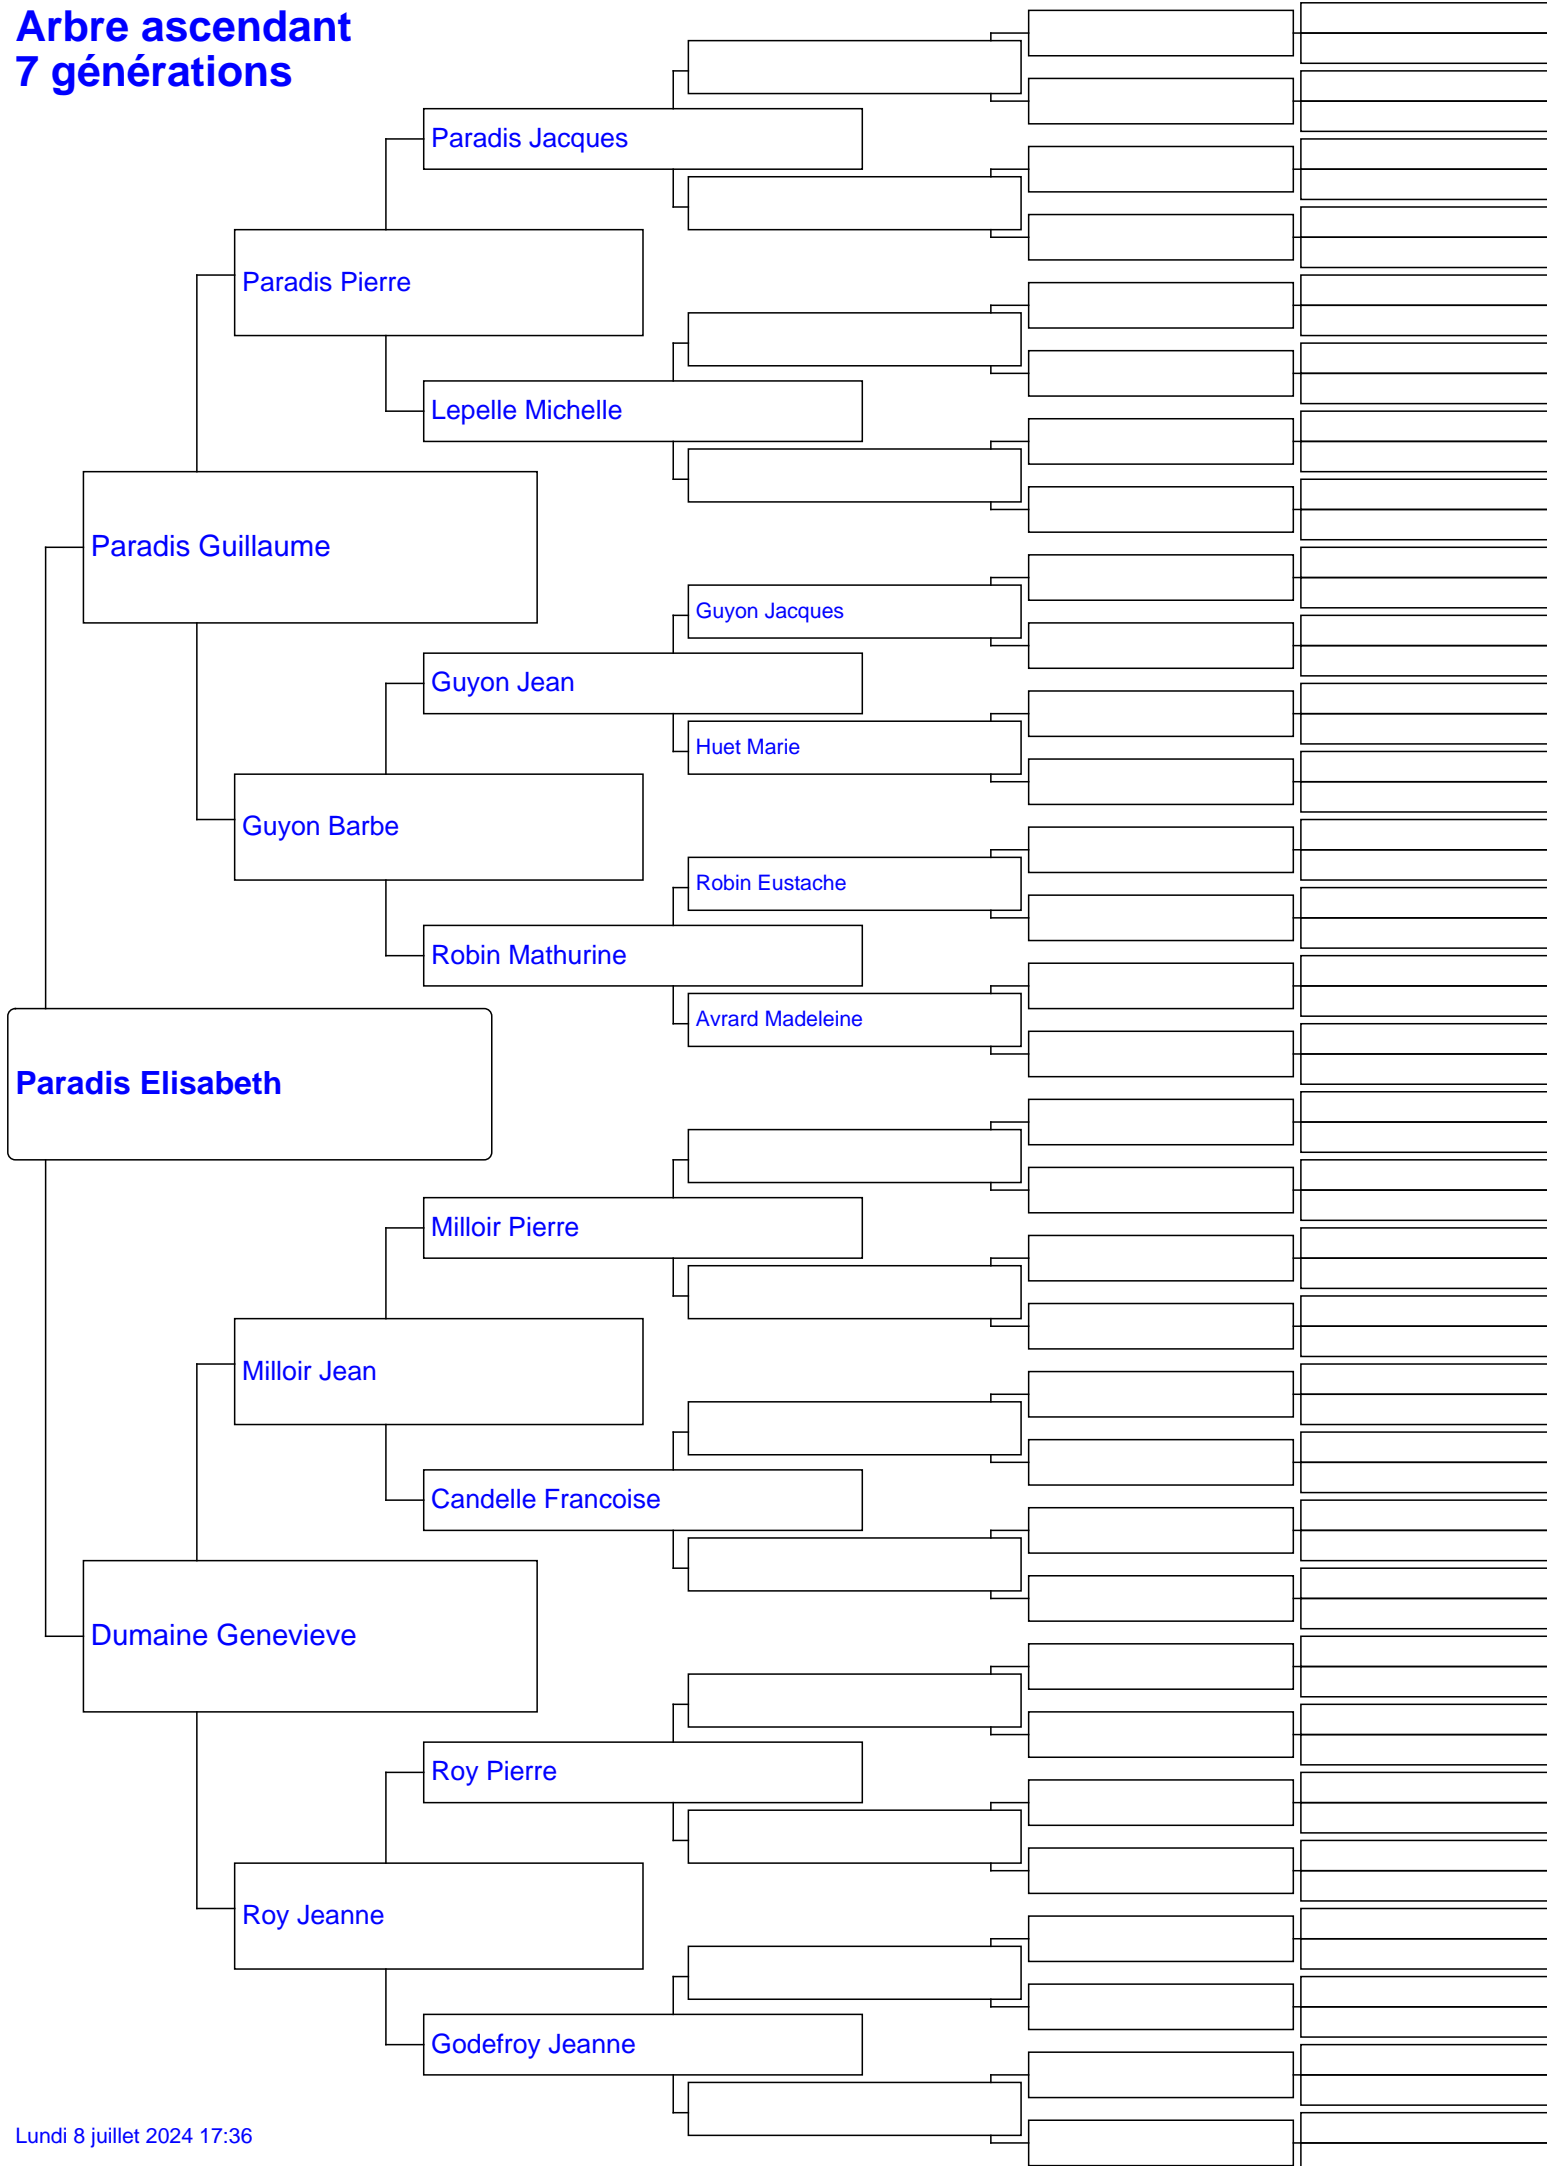 Arbre ascendant
7 générations
Paradis Jacques
Paradis Pierre
Lepelle Michelle
Paradis Guillaume
Guyon Jacques
Guyon Jean
Huet Marie
Guyon Barbe
Robin Eustache
Robin Mathurine
Avrard Madeleine
Paradis Elisabeth
Milloir Pierre
Milloir Jean
Candelle Francoise
Dumaine Genevieve
Roy Pierre
Roy Jeanne
Godefroy Jeanne
Lundi 8 juillet 2024 17:36